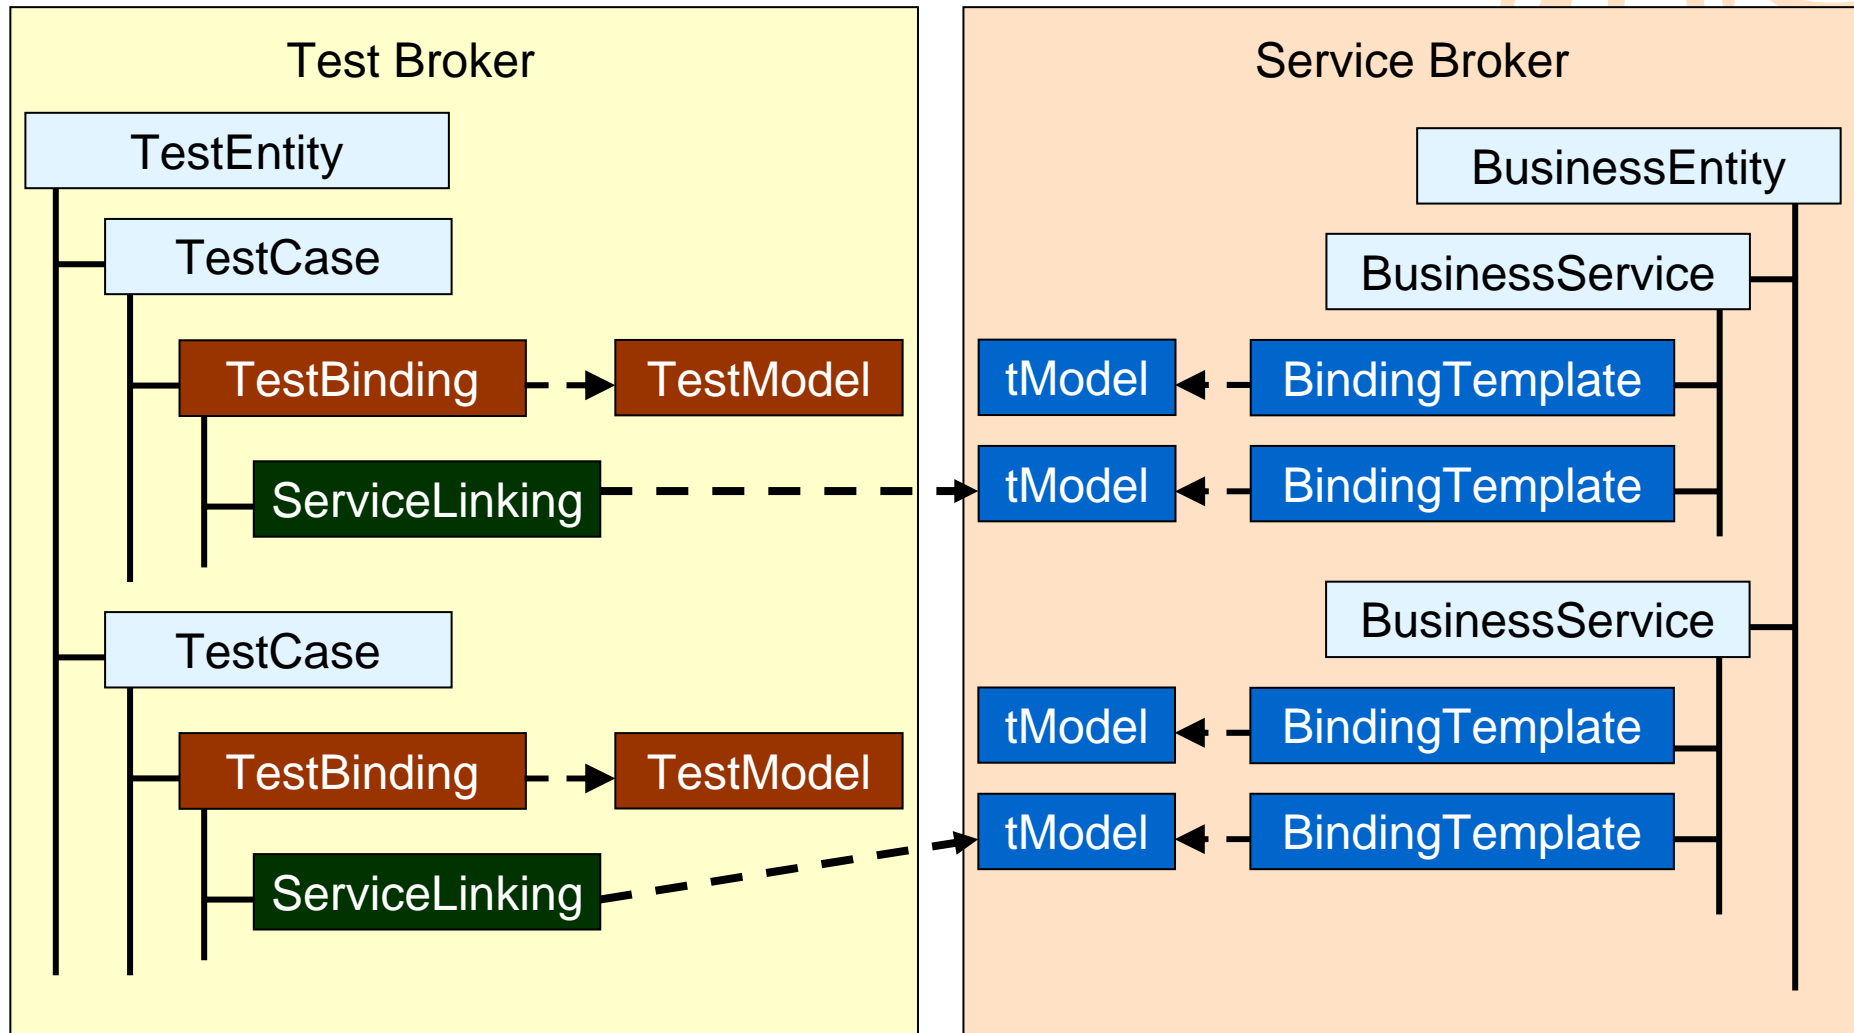 Test Broker
TestEntity
TestCase
TestBinding
TestModel
ServiceLinking
TestCase
TestBinding
TestModel
ServiceLinking
Service Broker
BusinessEntity
BusinessService
tModel
BindingTemplate
tModel
BindingTemplate
BusinessService
tModel
BindingTemplate
tModel
BindingTemplate